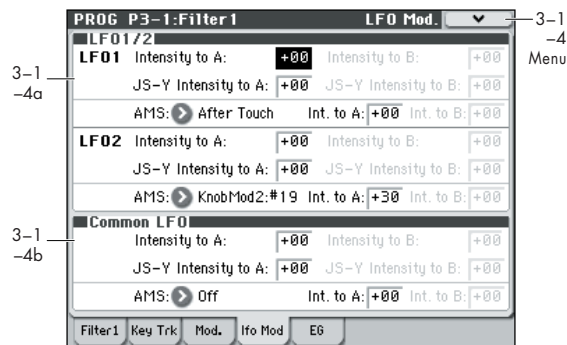 PROG P3-1:Filter1 LFO Mod.
3-1
-4
Menu
LFO1/2
LFO1 Intensity to A: +00 Intensity to B: +00
JS-Y Intensity to A: +00 JS-Y Intensity to B: +00
3-1
-4a
AMS: After Touch Int. to A: +00 Int. to B: +00
LFO2 Intensity to A: +00 Intensity to B: +00
JS-Y Intensity to A: +00 JS-Y Intensity to B: +00
AMS: KnobMod2:#19 Int. to A: +30 Int. to B: +00
Common LFO
3-1
-4b
Intensity to A: +00 Intensity to B: +00
JS-Y Intensity to A: +00 JS-Y Intensity to B: +00
AMS: Off Int. to A: +00 Int. to B: +00
Filter1 Key Trk Mod. lfo Mod EG